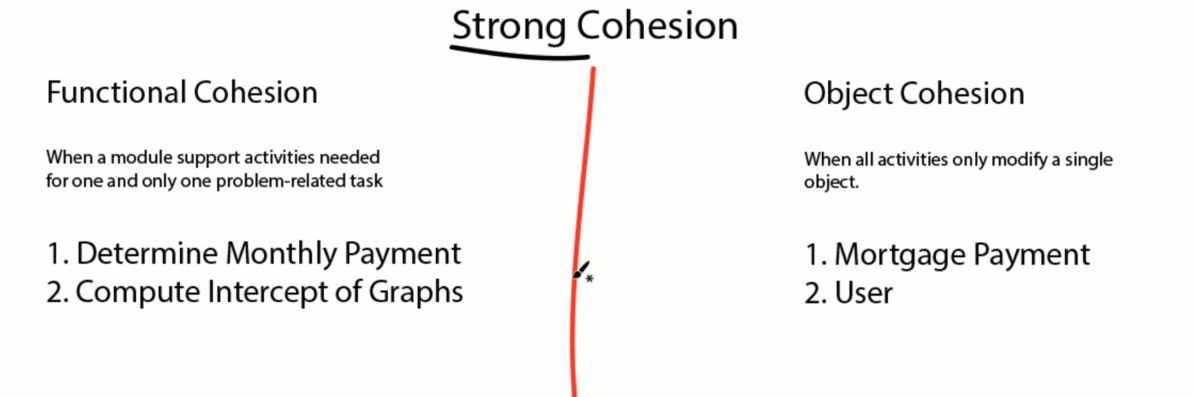 Strong Cohesion
Functional Cohesion
When a module support activities needed
for one and only one problem-related task
1. Determine Monthly Payment
2. Compute Intercept of Graphs
Object Cohesion
When all activities only modify a single
object.
1. Mortgage Payment
2. User